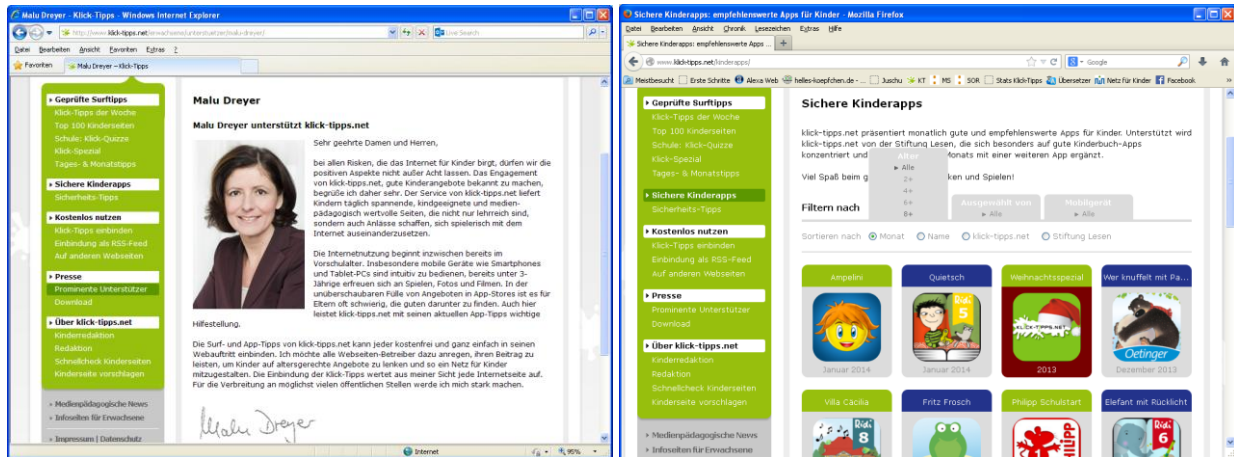 Malu Dreyer - Klick-Tipps - Windows Internet Explorer
http://www.klick-tipps.net/erwachsene/unterstuetzer/malu-dreyer/
Live Search
Datei Bearbeiten Ansicht Favoriten Extras ?
Favoriten Malu Dreyer – Klick-Tipps
Geprüfte Surftipps
Klick-Tipps der Woche
Top 100 Kinderseiten
Schule: Klick-Quizze
Klick-Spezial
Tages- & Monatstipps
Sichere Kinderapps
Sicherheits-Tipps
Kostenlos nutzen
Klick-Tipps einbinden
Einbindung als RSS-Feed
Auf anderen Webseiten
Presse
Prominente Unterstützer
Download
Über klick-tipps.net
Kinderredaktion
Redaktion
Schnellcheck Kinderseiten
Kinderseite vorschlagen
» Medienpädagogische News
» Infoseiten für Erwachsene
» Impressum | Datenschutz
Malu Dreyer
Malu Dreyer unterstützt klick-tipps.net
Sehr geehrte Damen und Herren,
bei allen Risken, die das Internet für Kinder birgt, dürfen wir die
positiven Aspekte nicht außer Acht lassen. Das Engagement
von klick-tipps.net, gute Kinderangebote bekannt zu machen,
begrüße ich daher sehr. Der Service von klick-tipps.net liefert
Kindern täglich spannende, kindgeeignete und medien-
pädagogisch wertvolle Seiten, die nicht nur lehrreich sind,
sondern auch Anlässe schaffen, sich spielerisch mit dem
Internet auseinanderzusetzen.
Die Internetnutzung beginnt inzwischen bereits im
Vorschulalter. Insbesondere mobile Geräte wie Smartphones
und Tablet-PCs sind intuitiv zu bedienen, bereits unter 3-
Jährige erfreuen sich an Spielen, Fotos und Filmen. In der
unüberschaubaren Fülle von Angeboten in App-Stores ist es für
Eltern oft schwierig, die guten darunter zu finden. Auch hier
leistet klick-tipps.net mit seinen aktuellen App-Tipps wichtige
Hilfestellung.
Die Surf- und App-Tipps von klick-tipps.net kann jeder kostenfrei und ganz einfach in seinen
Webauftritt einbinden. Ich möchte alle Webseiten-Betreiber dazu anregen, ihren Beitrag zu
leisten, um Kinder auf altersgerechte Angebote zu lenken und so ein Netz für Kinder
mitzugestalten. Die Einbindung der Klick-Tipps wertet aus meiner Sicht jede Internetseite auf.
Für die Verbreitung an möglichst vielen öffentlichen Stellen werde ich mich stark machen.
Malu Dreyer
Internet 95%
Sichere Kinderapps: empfehlenswerte Apps für Kinder - Mozilla Firefox
Datei Bearbeiten Ansicht Chronik Lesezeichen Extras Hilfe
Sichere Kinderapps: empfehlenswerte Apps ... +
www.klick-tipps.net/kinderapps/
Google
Meistbesucht Erste Schritte Alexa Web helles-koepfchen.de - ... Juschu KT MS SOR Stats Klick-Tipps Übersetzer Netz für Kinder Facebook
Geprüfte Surftipps
Klick-Tipps der Woche
Top 100 Kinderseiten
Schule: Klick-Quizze
Klick-Spezial
Tages- & Monatstipps
Sichere Kinderapps
Sicherheits-Tipps
Kostenlos nutzen
Klick-Tipps einbinden
Einbindung als RSS-Feed
Auf anderen Webseiten
Presse
Prominente Unterstützer
Download
Über klick-tipps.net
Kinderredaktion
Redaktion
Schnellcheck Kinderseiten
Kinderseite vorschlagen
» Medienpädagogische News
» Infoseiten für Erwachsene
Sichere Kinderapps
klick-tipps.net präsentiert monatlich gute und empfehlenswerte Apps für Kinder. Unterstützt wird
klick-tipps.net von der Stiftung Lesen, die sich besonders auf gute Kinderbuch-Apps
konzentriert und Monats mit einer weiteren App ergänzt.
Viel Spaß beim g ken und Spielen!
Filtern nach
Alter
Alle
2+
4+
6+
8+
Ausgewählt von
Alle
Mobilgerät
Alle
Sortieren nach Monat Name klick-tipps.net Stiftung Lesen
Ampelini Quietsch Weihnachtsspezial Wer knuffelt mit Pa...
Ridi 5
KLICK-TIPPS.NET
Oetinger
Januar 2014 Januar 2014 2013 Dezember 2013
Villa Cäcilia Fritz Frosch Philipp Schulstart Elefant mit Rücklicht
Ridi 8
PHILIPP
Ridi 6